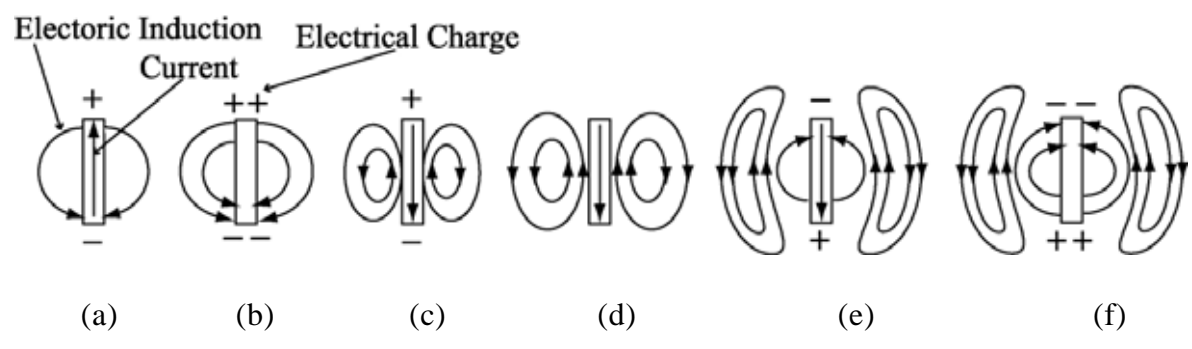 Electoric Induction
Electrical Charge
Current
+ ++ + − − −
− − − − + ++
(a) (b) (c) (d) (e) (f)